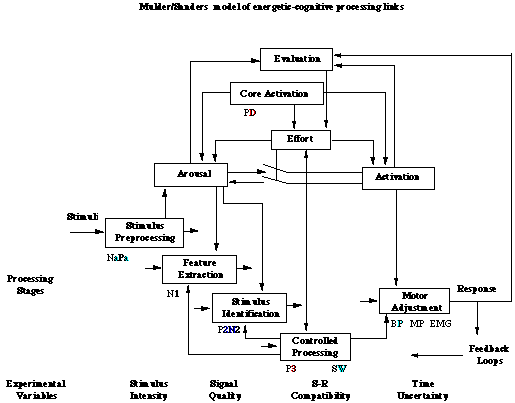 Mulder/Sanders model of energetic-cognitive processing links
Evaluation
Core Activation
PD
Effort
Arousal
Activation
Stimuli
Stimulus
Preprocessing
NaPa
Feature
Extraction
N1
Processing
Stages
Stimulus
Identification
P2N2
Motor
Adjustment
Response
BP MP EMG
Controlled
Processing
P3 SW
Feedback
Loops
Experimental
Variables
Stimulus
Intensity
Signal
Quality
S-R
Compatibility
Time
Uncertainty